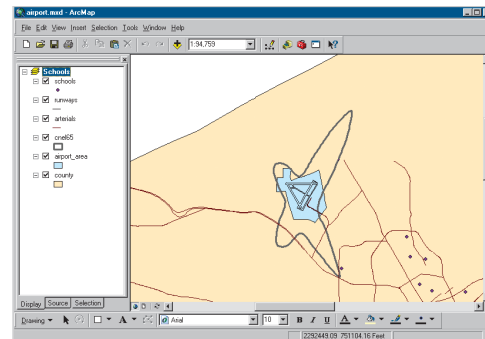 airport.mxd - ArcMap
File Edit View Insert Selection Tools Window Help
1:94,759
Schools
schools
runways
arterials
cnel65
airport_area
county
Display Source Selection
Drawing A Arial 10 B I U A
2292449.09 751104.16 Feet